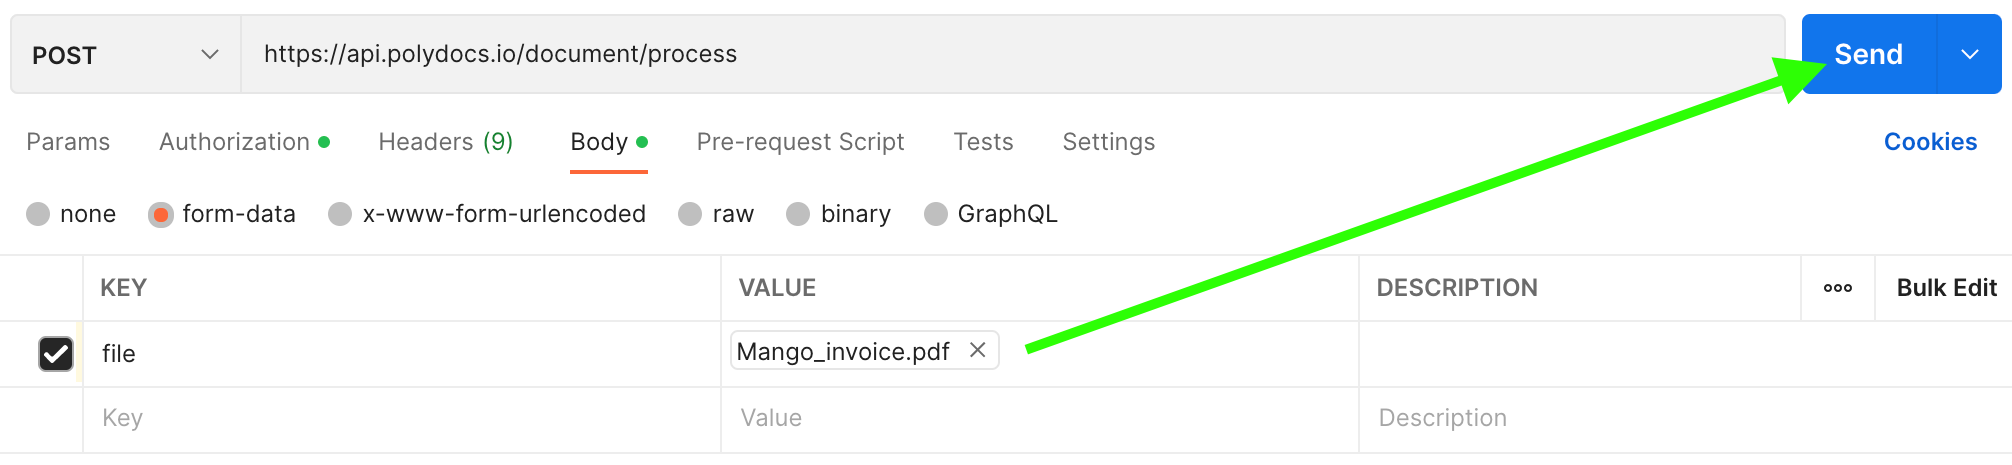 POST https://api.polydocs.io/document/process Send
Params Authorization Headers (9) Body Pre-request Script Tests Settings Cookies
none form-data x-www-form-urlencoded raw binary GraphQL
KEY VALUE DESCRIPTION Bulk Edit
file Mango_invoice.pdf
Key Value Description